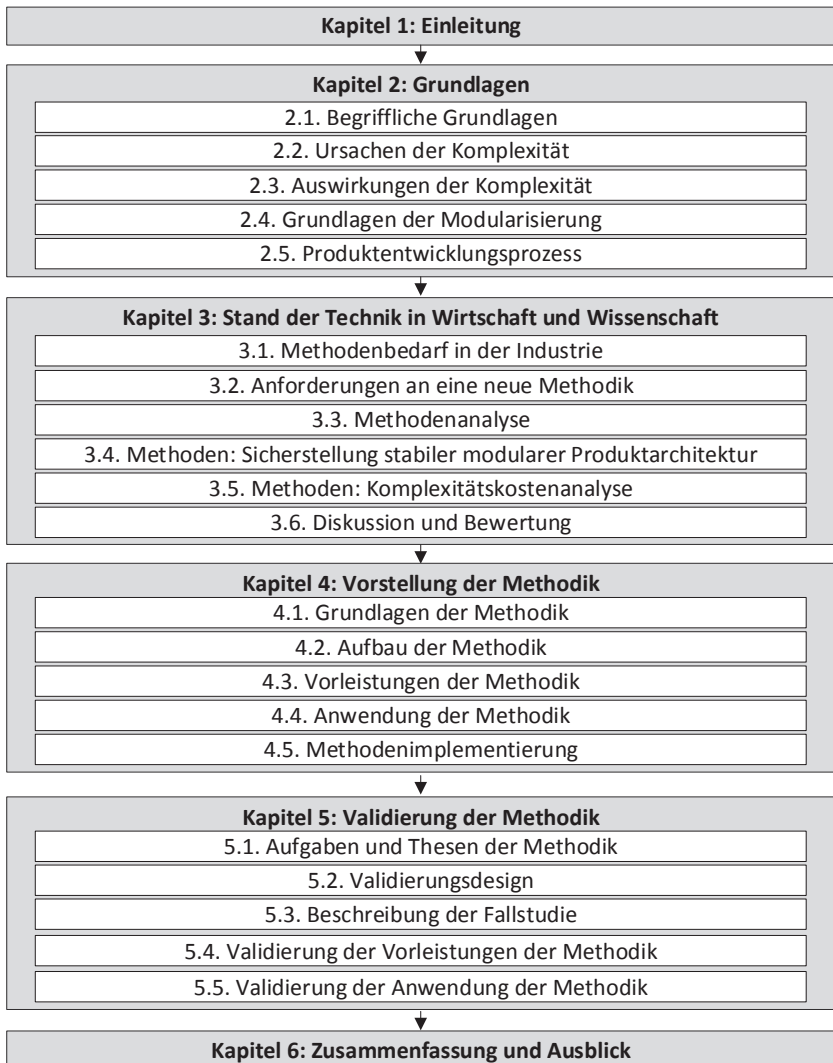 Kapitel 1: Einleitung
Kapitel 2: Grundlagen
2.1. Begriffliche Grundlagen
2.2. Ursachen der Komplexität
2.3. Auswirkungen der Komplexität
2.4. Grundlagen der Modularisierung
2.5. Produktentwicklungsprozess
Kapitel 3: Stand der Technik in Wirtschaft und Wissenschaft
3.1. Methodenbedarf in der Industrie
3.2. Anforderungen an eine neue Methodik
3.3. Methodenanalyse
3.4. Methoden: Sicherstellung stabiler modularer Produktarchitektur
3.5. Methoden: Komplexitätskostenanalyse
3.6. Diskussion und Bewertung
Kapitel 4: Vorstellung der Methodik
4.1. Grundlagen der Methodik
4.2. Aufbau der Methodik
4.3. Vorleistungen der Methodik
4.4. Anwendung der Methodik
4.5. Methodenimplementierung
Kapitel 5: Validierung der Methodik
5.1. Aufgaben und Thesen der Methodik
5.2. Validierungsdesign
5.3. Beschreibung der Fallstudie
5.4. Validierung der Vorleistungen der Methodik
5.5. Validierung der Anwendung der Methodik
Kapitel 6: Zusammenfassung und Ausblick